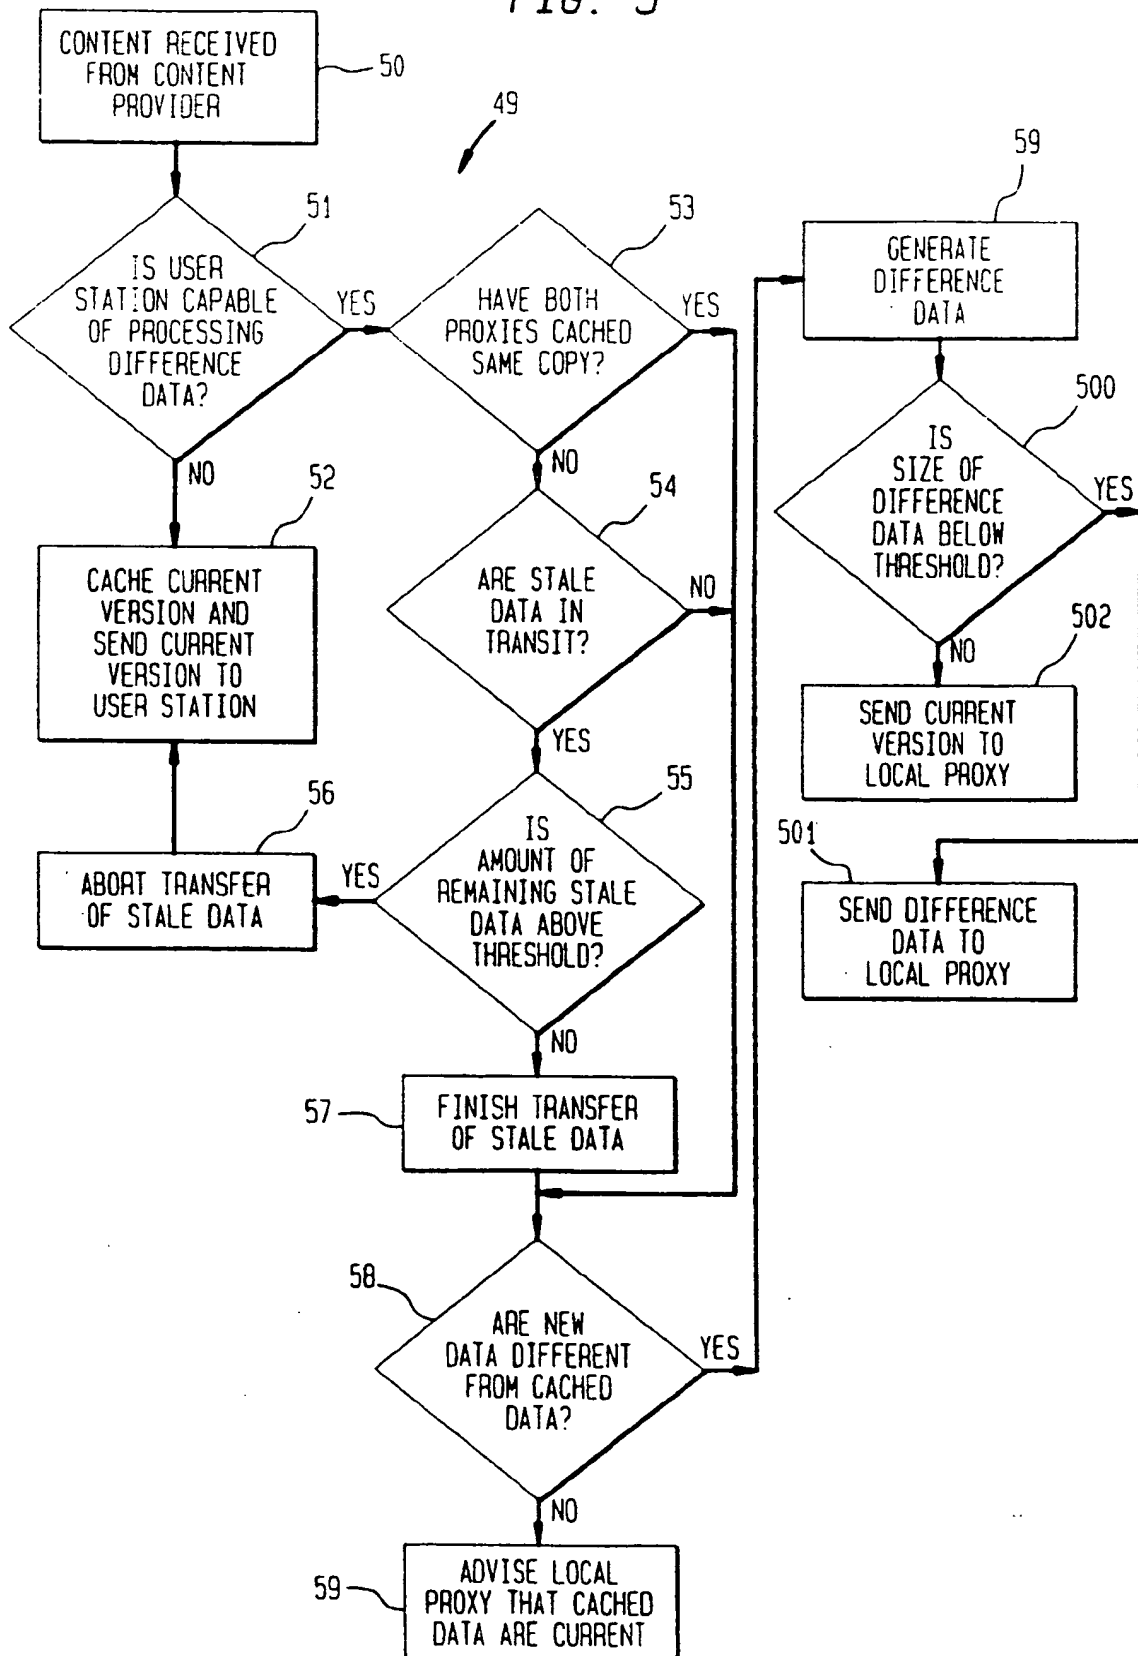 FIG. 5
CONTENT RECEIVED
FROM CONTENT
PROVIDER
50
49
51
IS USER
STATION CAPABLE
OF PROCESSING
DIFFERENCE
DATA?
YES
NO
52
CACHE CURRENT
VERSION AND
SEND CURRENT
VERSION TO
USER STATION
53
HAVE BOTH
PROXIES CACHED
SAME COPY?
YES
NO
54
ARE STALE
DATA IN
TRANSIT?
NO
YES
55
IS
AMOUNT OF
REMAINING STALE
DATA ABOVE
THRESHOLD?
YES
NO
56
ABORT TRANSFER
OF STALE DATA
57
FINISH TRANSFER
OF STALE DATA
58
ARE NEW
DATA DIFFERENT
FROM CACHED
DATA?
YES
NO
59
ADVISE LOCAL
PROXY THAT CACHED
DATA ARE CURRENT
59
GENERATE
DIFFERENCE
DATA
500
IS
SIZE OF
DIFFERENCE
DATA BELOW
THRESHOLD?
YES
NO
502
SEND CURRENT
VERSION TO
LOCAL PROXY
501
SEND DIFFERENCE
DATA TO
LOCAL PROXY